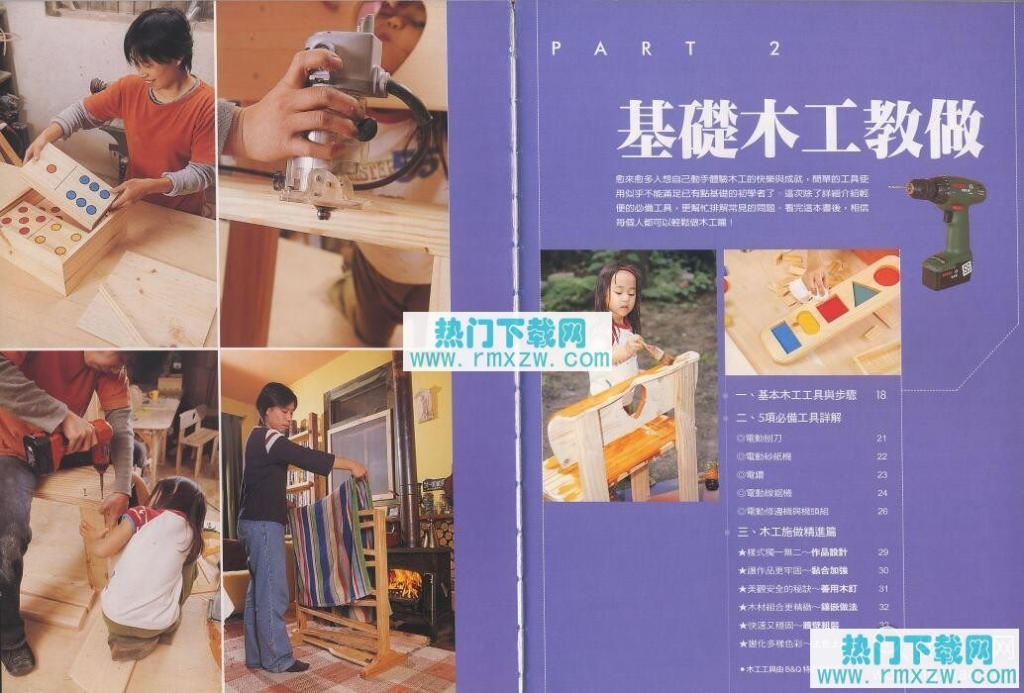 PART 2
基礎木工教做
愈來愈多人想自己動手體驗木工的快樂與成就，簡單的工具使
用似乎不能滿足已有點基礎的初學者了。這次除了詳細介紹輕
便的必備工具，更幫忙排解常見的問題。看完這本書後，相信
每個人都可以輕鬆做木工囉！
热门下载网
www.rmxzw.com
一、基本木工工具與步驟 18
二、5項必備工具詳解
◎電動刨刀 21
◎電動砂紙機 22
◎電鑽 23
◎電動線鋸機 24
◎電動修邊機與機頭組 26
三、木工施做精進篇
★樣式獨一無二～作品設計 29
★讓作品更牢固～黏合加強 30
★美觀安全的秘訣～善用木釘 31
★木材組合更精緻～鑲嵌做法 32
★快速又穩固～牆壁組裝 33
★變化多種色彩～
●木工工具由B&Q特
热门下载网
www.rmxzw.com